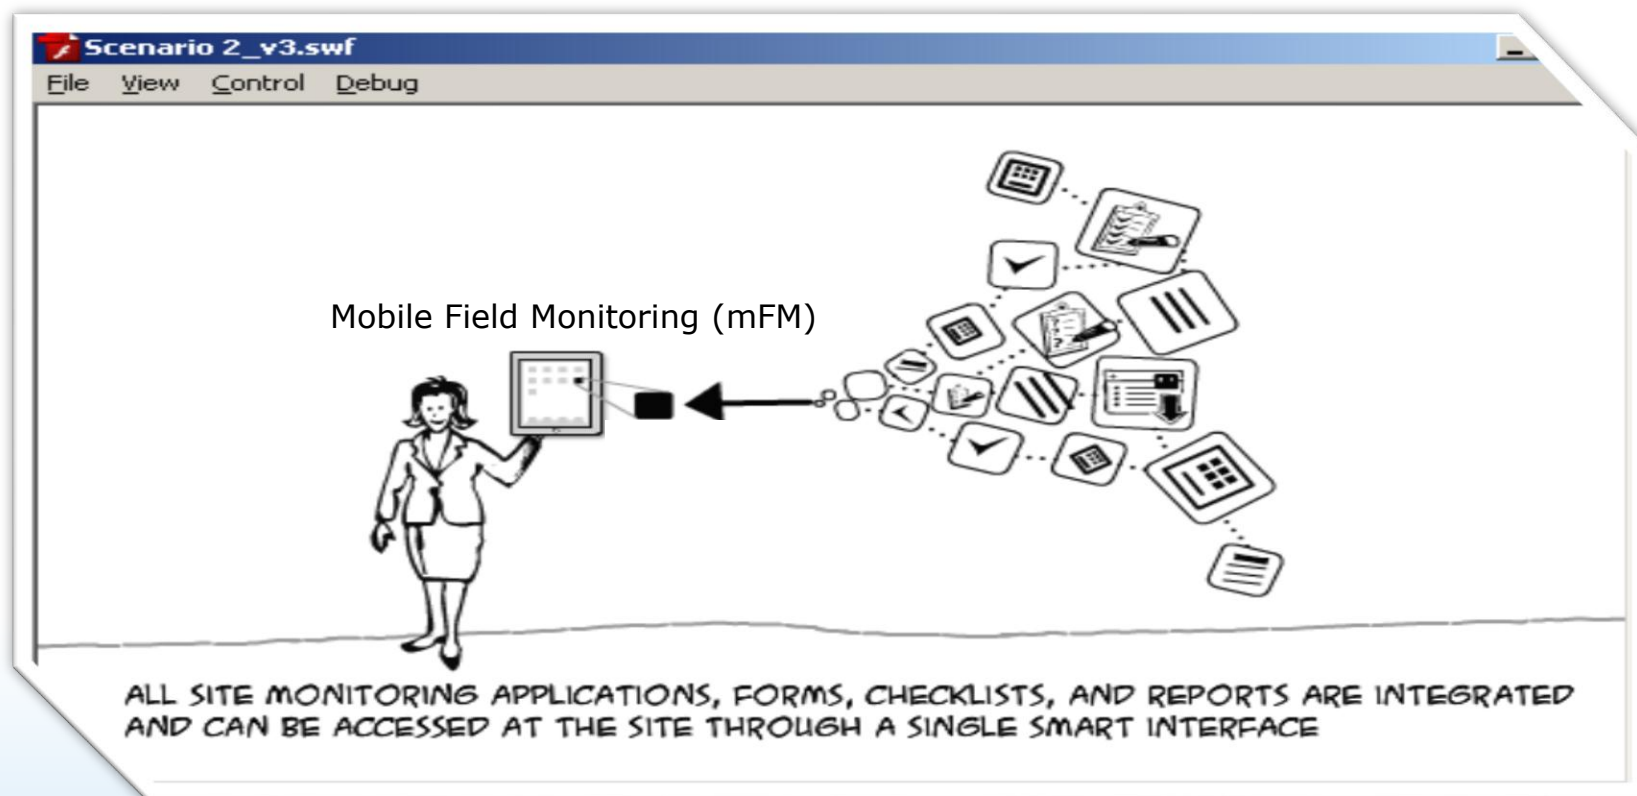 Scenario 2_v3.swf
File View Control Debug
Mobile Field Monitoring (mFM)
ALL SITE MONITORING APPLICATIONS, FORMS, CHECKLISTS, AND REPORTS ARE INTEGRATED
AND CAN BE ACCESSED AT THE SITE THROUGH A SINGLE SMART INTERFACE